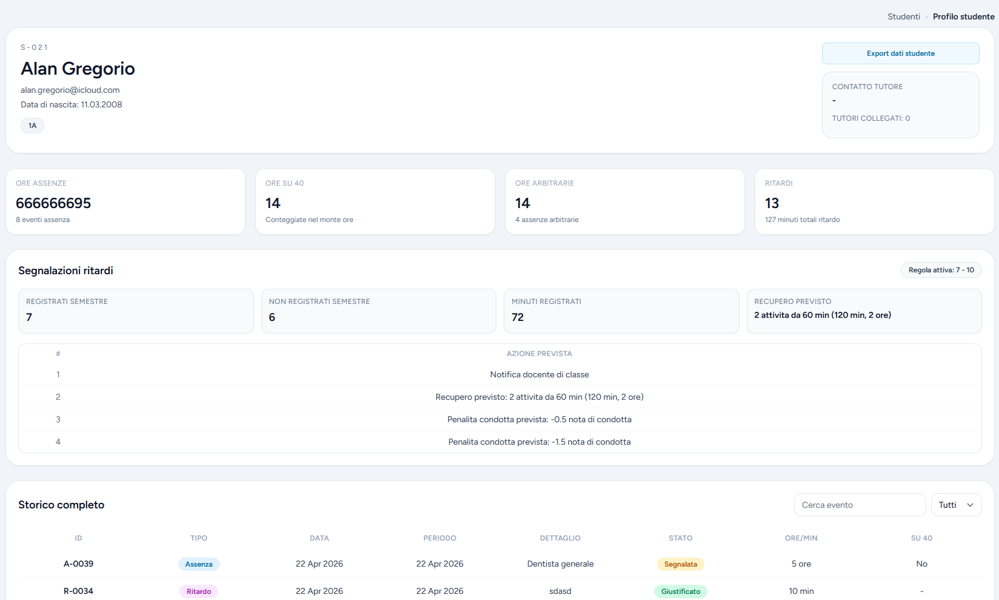 Studenti > Profilo studente
S-021
Alan Gregorio
alan.gregorio@icloud.com
Data di nascita: 11.03.2008
1A
Export dati studente
CONTATTO TUTORE
-
TUTORI COLLEGATI: 0
ORE ASSENZE
666666695
8 eventi assenza
ORE SU 40
14
Conteggiate nel monte ore
ORE ARBITRARIE
14
4 assenze arbitrarie
RITARDI
13
127 minuti totali ritardo
Segnalazioni ritardi
Regola attiva: 7 - 10
REGISTRATI SEMESTRE
7
NON REGISTRATI SEMESTRE
6
MINUTI REGISTRATI
72
RECUPERO PREVISTO
2 attivita da 60 min (120 min, 2 ore)
# AZIONE PREVISTA
1 Notifica docente di classe
2 Recupero previsto: 2 attivita da 60 min (120 min, 2 ore)
3 Penalita condotta prevista: -0.5 nota di condotta
4 Penalita condotta prevista: -1.5 nota di condotta
Storico completo
Cerca evento
Tutti
ID TIPO DATA PERIODO DETTAGLIO STATO ORE/MIN SU 40
A-0039 Assenza 22 Apr 2026 22 Apr 2026 Dentista generale Segnalata 5 ore No
R-0034 Ritardo 22 Apr 2026 22 Apr 2026 sdasd Giustificato 10 min -